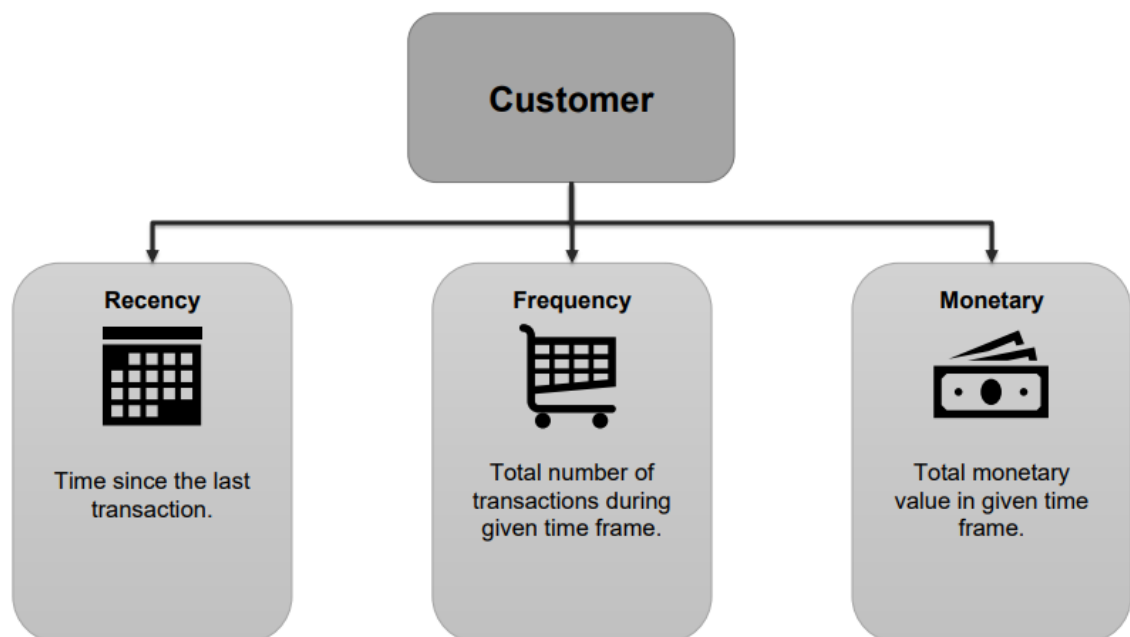 Customer
Recency
Time since the last
transaction.
Frequency
Total number of
transactions during
given time frame.
Monetary
Total monetary
value in given time
frame.